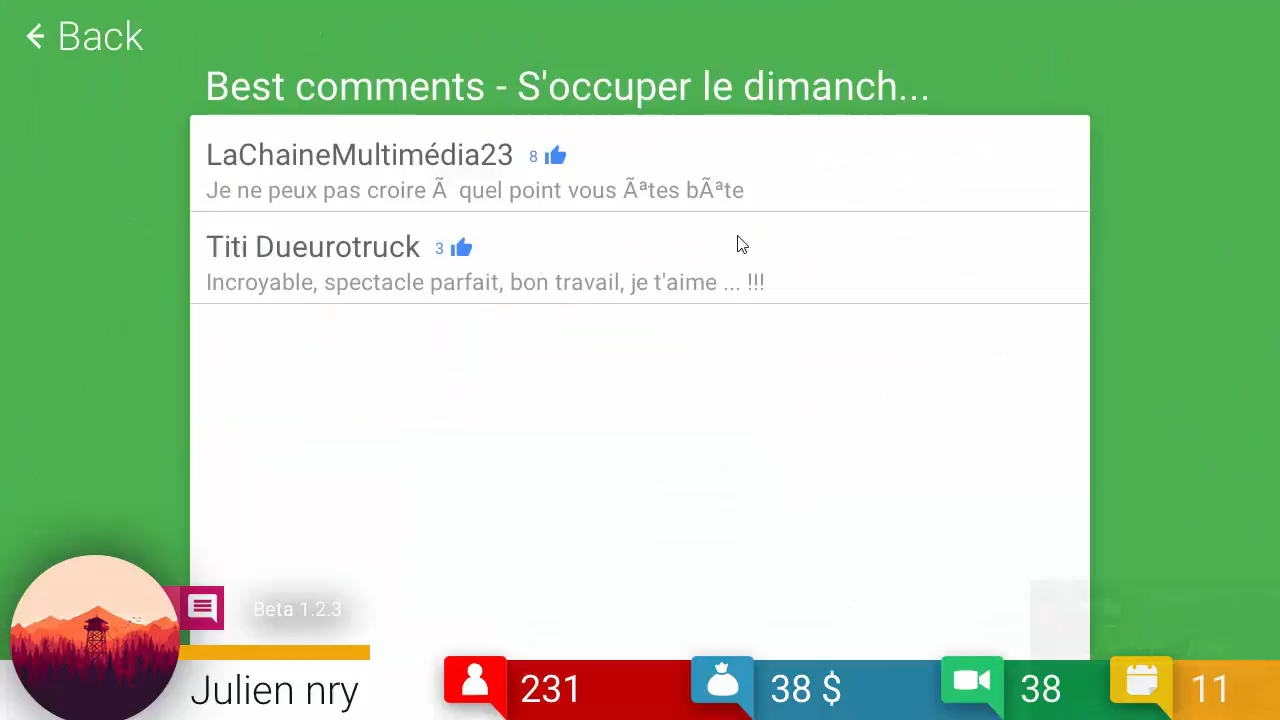 Back
Best comments - S'occuper le dimanch...
LaChaineMultimédia23 8
Je ne peux pas croire Ã  quel point vous Ãªtes bÃªte
Titi Dueurotruck 3
Incroyable, spectacle parfait, bon travail, je t'aime ... !!!
Beta 1.2.3
Julien nry
231
38 $
38
11